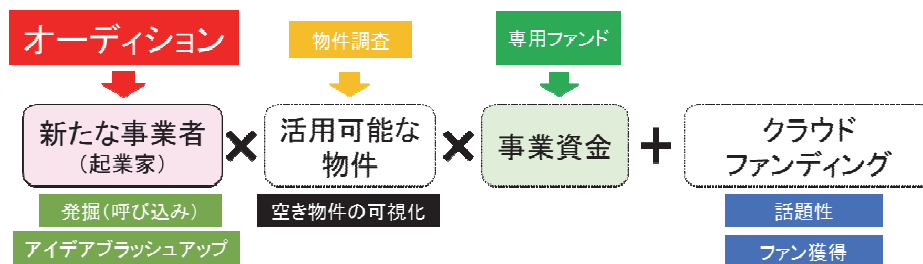 オーディション
物件調査
専用ファンド
新たな事業者
(起業家)
×
活用可能な
物件
×
事業資金
+
クラウド
ファンディング
発掘(呼び込み)
アイデアブラッシュアップ
空き物件の可視化
話題性
ファン獲得